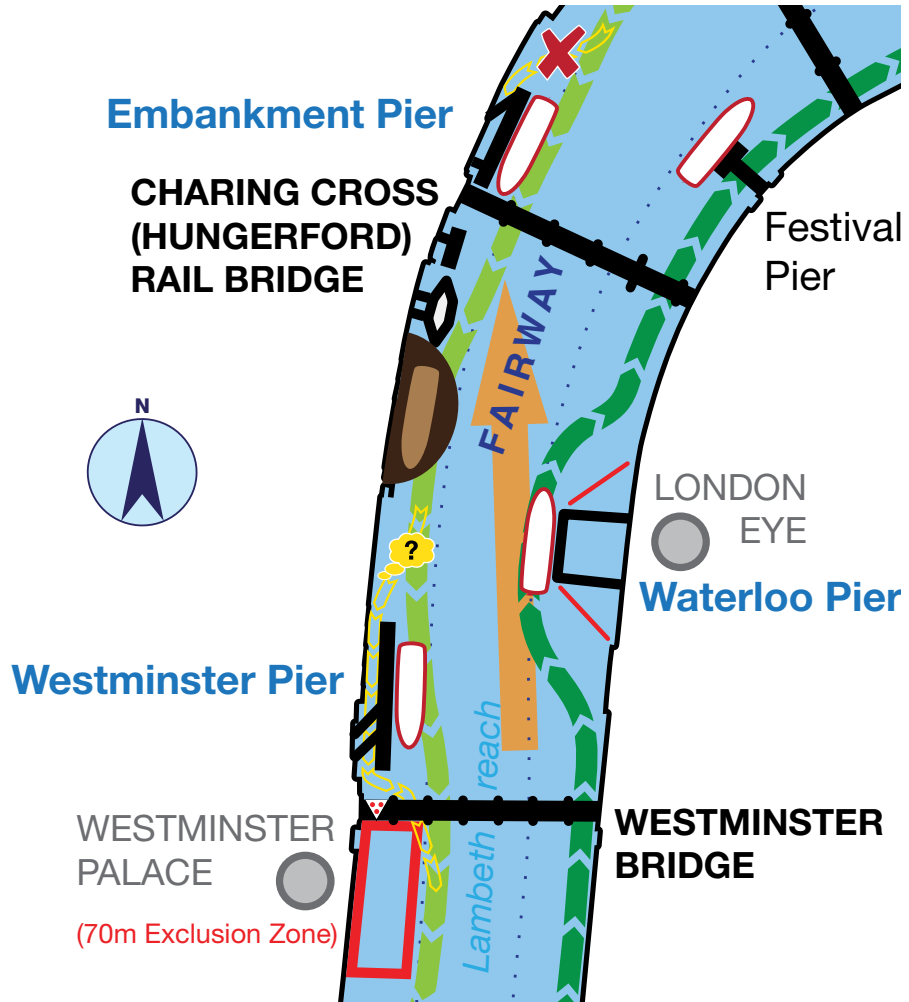 Embankment Pier
CHARING CROSS
(HUNGERFORD)
RAIL BRIDGE
Festival
Pier
FAIRWAY
N
LONDON
EYE
?
Waterloo Pier
Westminster Pier
Lambeth reach
WESTMINSTER
PALACE
WESTMINSTER
BRIDGE
(70m Exclusion Zone)